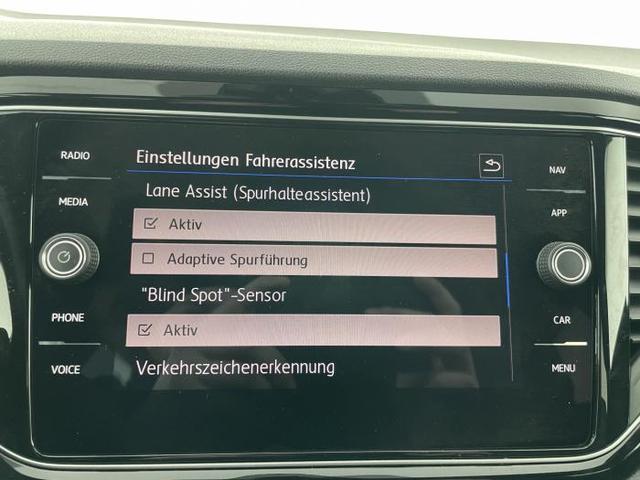 RADIO
MEDIA
PHONE
VOICE
Einstellungen Fahrerassistenz
Lane Assist (Spurhalteassistent)
Aktiv
Adaptive Spurführung
"Blind Spot"-Sensor
Aktiv
Verkehrszeichenerkennung
NAV
APP
CAR
MENU